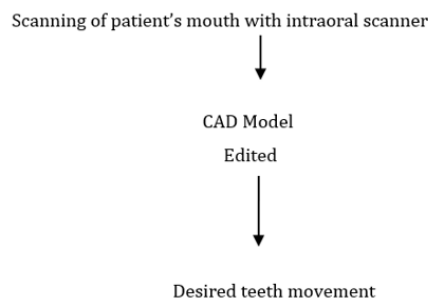 Scanning of patient's mouth with intraoral scanner
CAD Model
Edited
Desired teeth movement